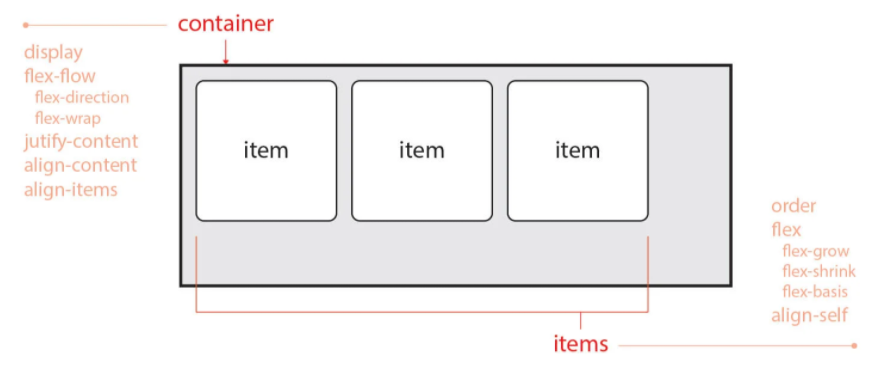 container
display
flex-flow
flex-direction
flex-wrap
jutify-content
align-content
align-items
item
item
item
order
flex
flex-grow
flex-shrink
flex-basis
align-self
items